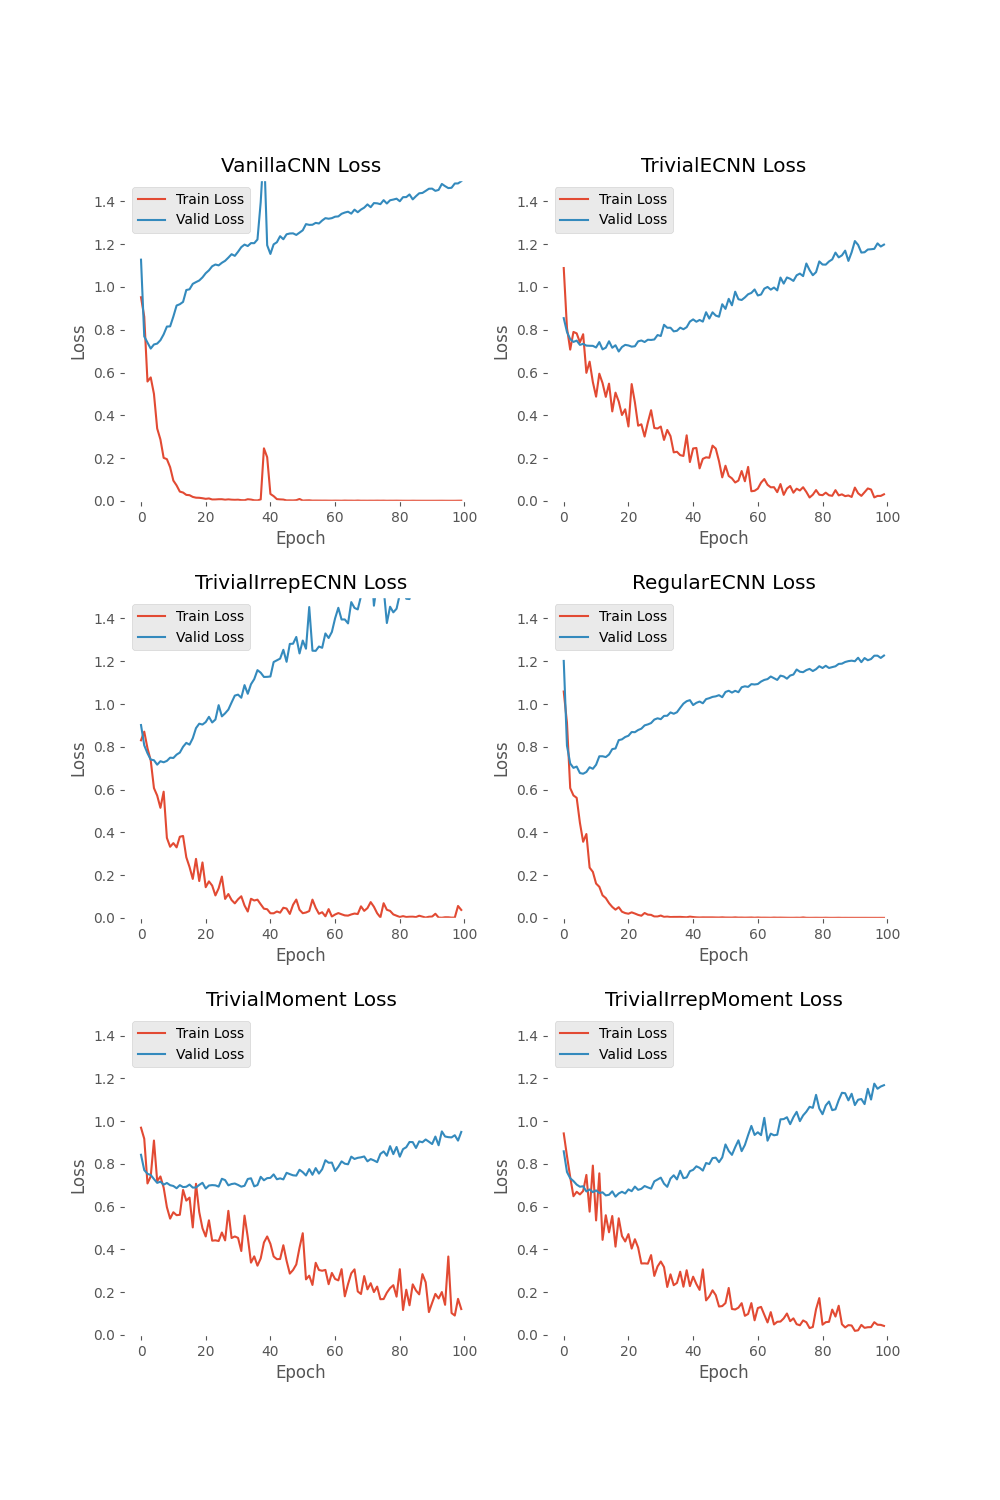 VanillaCNN Loss
Train Loss
Valid Loss
1.4
1.2
1.0
0.8
0.6
0.4
0.2
0.0
Loss
0 20 40 60 80 100
Epoch
TrivialECNN Loss
Train Loss
Valid Loss
1.4
1.2
1.0
0.8
0.6
0.4
0.2
0.0
Loss
0 20 40 60 80 100
Epoch
TrivialIrrepECNN Loss
Train Loss
Valid Loss
1.4
1.2
1.0
0.8
0.6
0.4
0.2
0.0
Loss
0 20 40 60 80 100
Epoch
RegularECNN Loss
Train Loss
Valid Loss
1.4
1.2
1.0
0.8
0.6
0.4
0.2
0.0
Loss
0 20 40 60 80 100
Epoch
TrivialMoment Loss
Train Loss
Valid Loss
1.4
1.2
1.0
0.8
0.6
0.4
0.2
0.0
Loss
0 20 40 60 80 100
Epoch
TrivialIrrepMoment Loss
Train Loss
Valid Loss
1.4
1.2
1.0
0.8
0.6
0.4
0.2
0.0
Loss
0 20 40 60 80 100
Epoch